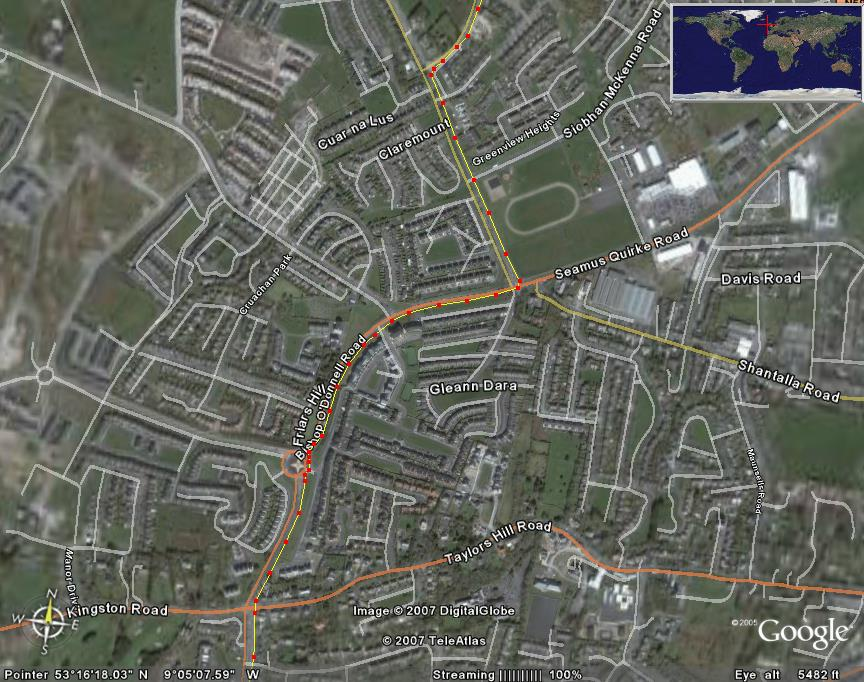 Siobhan McKenna Road
Cuar na Lus
Claremount
Greenview Heights
Seamus Quirke Road
Cruachan Park
Davis Road
Friars Hill
Bishop O'Donnell Road
Gleann Dara
Shantalla Road
Maunsells Road
Taylors Hill Road
Manor Drive
N
W
E
S
Kingston Road
Image © 2007 DigitalGlobe
© 2007 TeleAtlas
©2005 Google™
Pointer 53°16'18.03" N 9°05'07.59" W
Streaming |||||||||| 100%
Eye alt 5482 ft